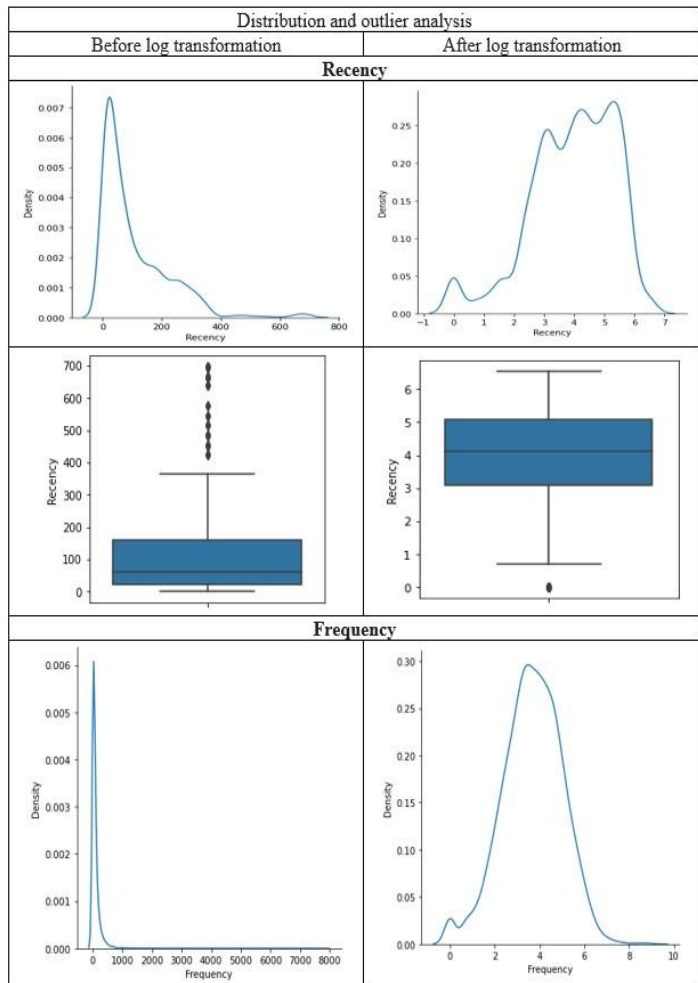 Distribution and outlier analysis
Before log transformation After log transformation
Recency
0.007
0.006
0.005
0.004
0.003
0.002
0.001
0.000
Density
0 200 400 600 800
Recency
0.25
0.20
0.15
0.10
0.05
0.00
Density
−1 0 1 2 3 4 5 6 7
Recency
700
600
500
400
300
200
100
0
Recency
6
5
4
3
2
1
0
Recency
Frequency
0.006
0.005
0.004
0.003
0.002
0.001
0.000
Density
0 1000 2000 3000 4000 5000 6000 7000 8000
Frequency
0.30
0.25
0.20
0.15
0.10
0.05
0.00
Density
0 2 4 6 8 10
Frequency